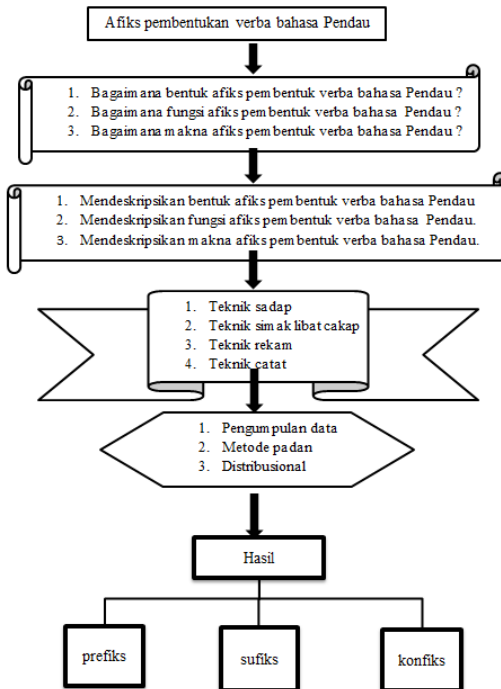 Afiks pembentukan verba bahasa Pendau
1. Bagaimana bentuk afiks pembentuk verba bahasa Pendau ?
2. Bagaimana fungsi afiks pembentuk verba bahasa Pendau ?
3. Bagaimana makna afiks pembentuk verba bahasa Pendau ?
1. Mendeskripsikan bentuk afiks pembentuk verba bahasa Pendau
2. Mendeskripsikan fungsi afiks pembentuk verba bahasa Pendau.
3. Mendeskripsikan makna afiks pembentuk verba bahasa Pendau.
1. Teknik sadap
2. Teknik simak libat cakap
3. Teknik rekam
4. Teknik catat
1. Pengumpulan data
2. Metode padan
3. Distribusional
Hasil
prefiks
sufiks
konfiks